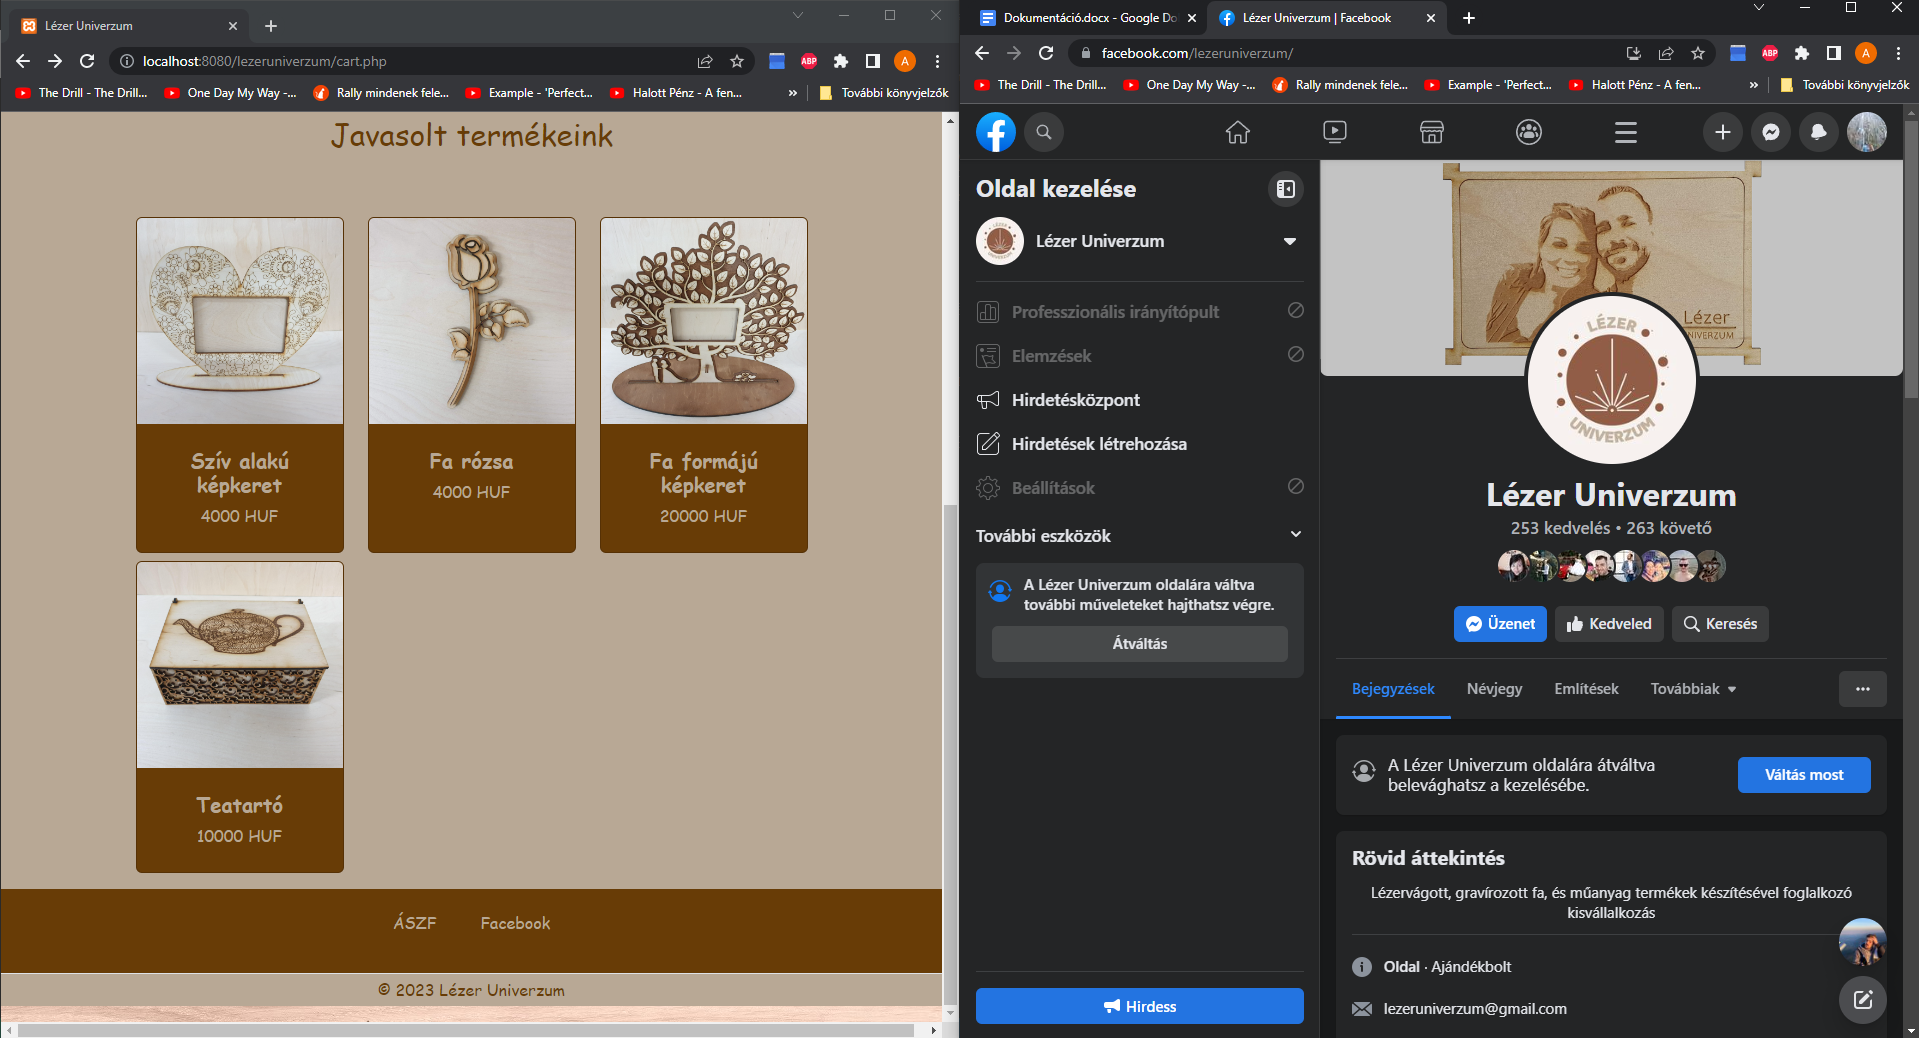 Lézer Univerzum
localhost:8080/lezeruniverzum/cart.php
ABP
A
The Drill - The Drill...
One Day My Way -...
Rally mindenek fele...
Example - 'Perfect...
Halott Pénz - A fen...
»
További könyvjelzők
Javasolt termékeink
Szív alakú
képkeret
4000 HUF
Fa rózsa
4000 HUF
Fa formájú
képkeret
20000 HUF
Teatartó
10000 HUF
ÁSZF
Facebook
© 2023 Lézer Univerzum
Dokumentáció.docx - Google Do
Lézer Univerzum | Facebook
facebook.com/lezeruniverzum/
ABP
A
The Drill - The Drill...
One Day My Way -...
Rally mindenek fele...
Example - 'Perfect...
Halott Pénz - A fen...
»
További könyvjelzők
Oldal kezelése
Lézer Univerzum
Professzionális irányítópult
Elemzések
Hirdetésközpont
Hirdetések létrehozása
Beállítások
További eszközök
A Lézer Univerzum oldalára váltva
további műveleteket hajthatsz végre.
Átváltás
Hirdess
Lézer
NIVERZUM
LÉZER
UNIVERZUM
Lézer Univerzum
253 kedvelés • 263 követő
Üzenet
Kedveled
Keresés
Bejegyzések
Névjegy
Említések
Továbbiak
A Lézer Univerzum oldalára átváltva
belevághatsz a kezelésébe.
Váltás most
Rövid áttekintés
Lézervágott, gravírozott fa, és műanyag termékek készítésével foglalkozó
kisvállalkozás
Oldal · Ajándékbolt
lezeruniverzum@gmail.com